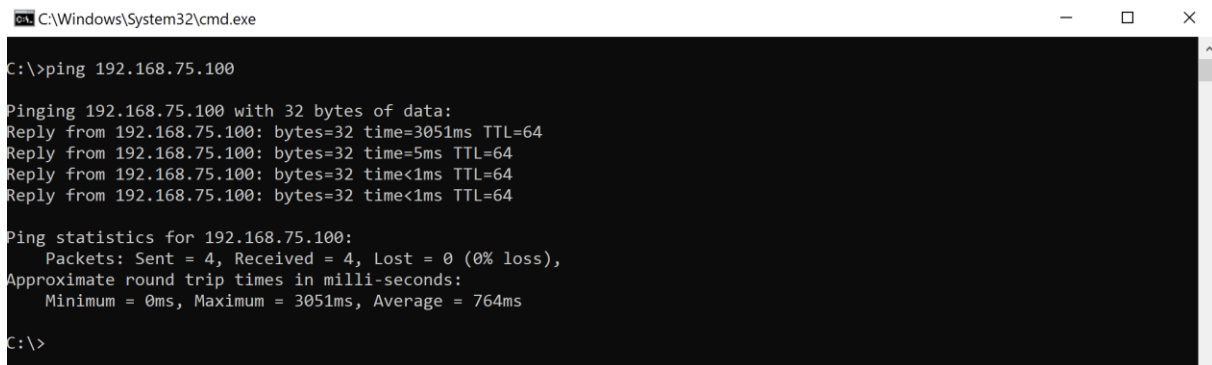 C:\Windows\System32\cmd.exe
C:\>ping 192.168.75.100
Pinging 192.168.75.100 with 32 bytes of data:
Reply from 192.168.75.100: bytes=32 time=3051ms TTL=64
Reply from 192.168.75.100: bytes=32 time=5ms TTL=64
Reply from 192.168.75.100: bytes=32 time<1ms TTL=64
Reply from 192.168.75.100: bytes=32 time<1ms TTL=64
Ping statistics for 192.168.75.100:
    Packets: Sent = 4, Received = 4, Lost = 0 (0% loss),
Approximate round trip times in milli-seconds:
    Minimum = 0ms, Maximum = 3051ms, Average = 764ms
C:\>